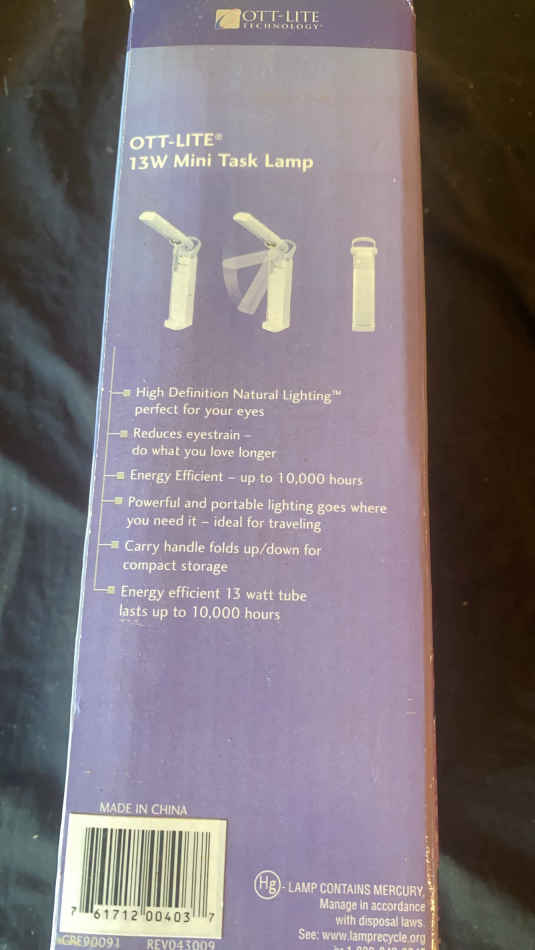 OTT-LITE
TECHNOLOGY®
OTT-LITE®
13W Mini Task Lamp
High Definition Natural Lighting™
perfect for your eyes
Reduces eyestrain –
do what you love longer
Energy Efficient – up to 10,000 hours
Powerful and portable lighting goes where
you need it – ideal for traveling
Carry handle folds up/down for
compact storage
Energy efficient 13 watt tube
lasts up to 10,000 hours
MADE IN CHINA
7 61712 00403 7
GRE90091 REV043009
Hg - LAMP CONTAINS MERCURY,
Manage in accordance
with disposal laws.
See: www.lamprecycle.org